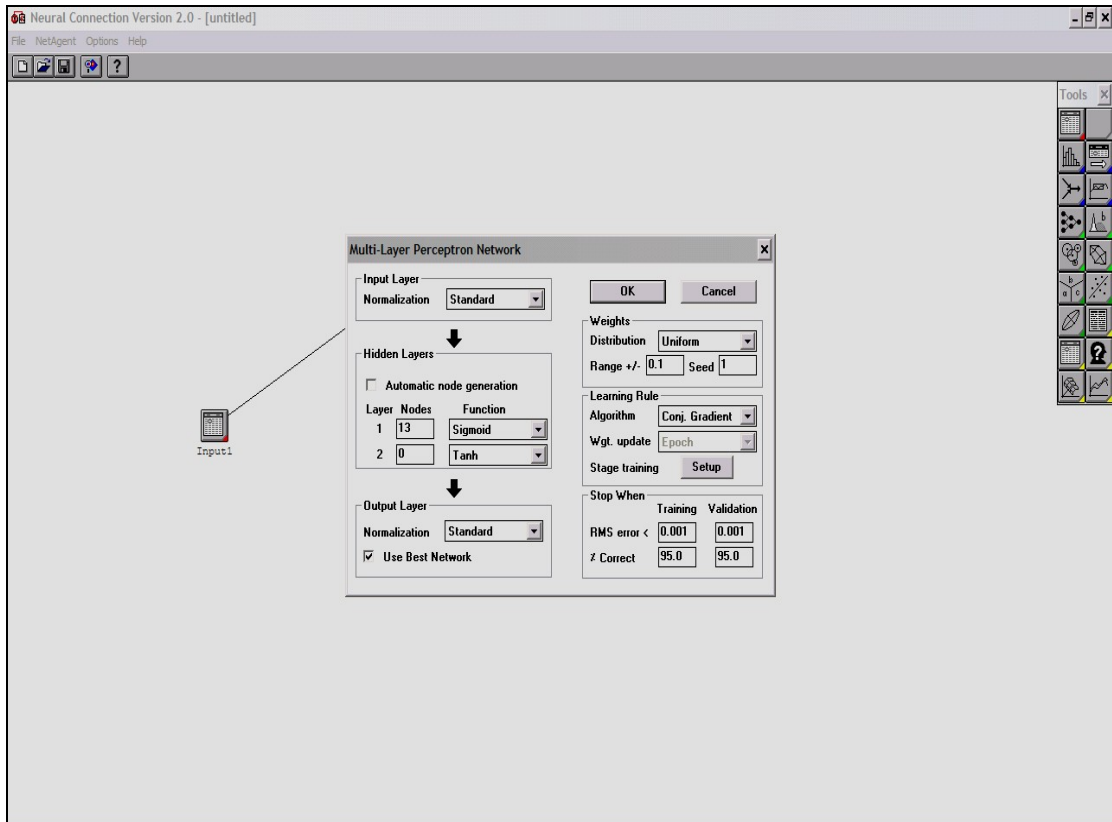 Neural Connection Version 2.0 - [untitled]
File NetAgent Options Help
Tools
Input1
Multi-Layer Perceptron Network
Input Layer
Normalization Standard
Hidden Layers
Automatic node generation
Layer Nodes Function
1 13 Sigmoid
2 0 Tanh
Output Layer
Normalization Standard
Use Best Network
OK Cancel
Weights
Distribution Uniform
Range +/- 0.1 Seed 1
Learning Rule
Algorithm Conj. Gradient
Wgt. update Epoch
Stage training Setup
Stop When
Training Validation
RMS error < 0.001 0.001
% Correct 95.0 95.0